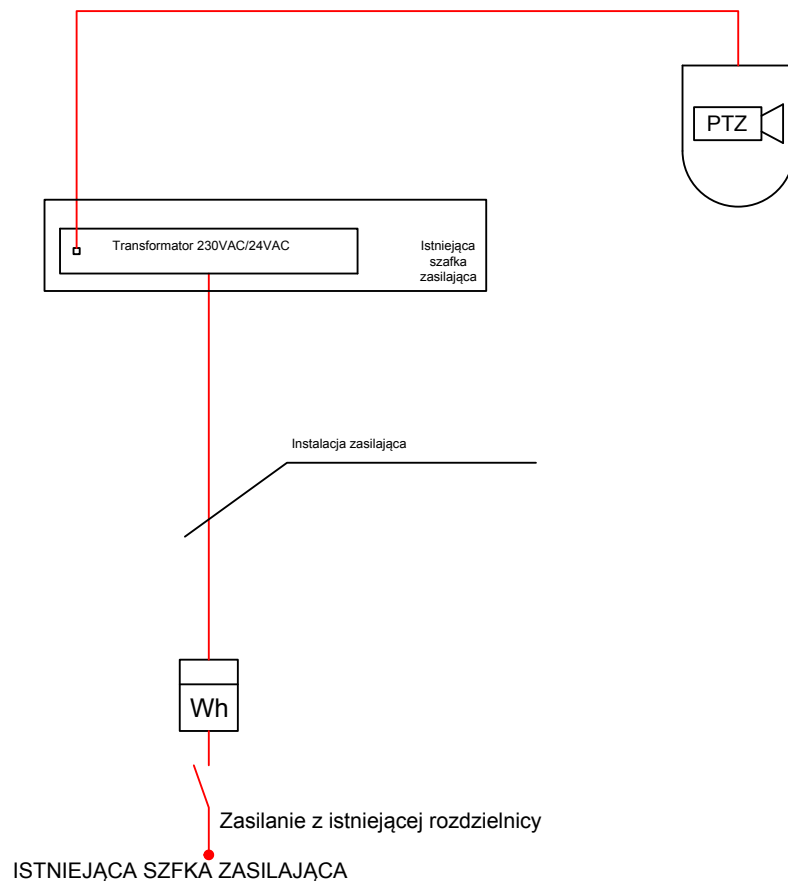 PTZ
Transformator 230VAC/24VAC
Istniejąca
szafka
zasilająca
Instalacja zasilająca
Wh
Zasilanie z istniejącej rozdzielnicy
ISTNIEJĄCA SZFKA ZASILAJĄCA